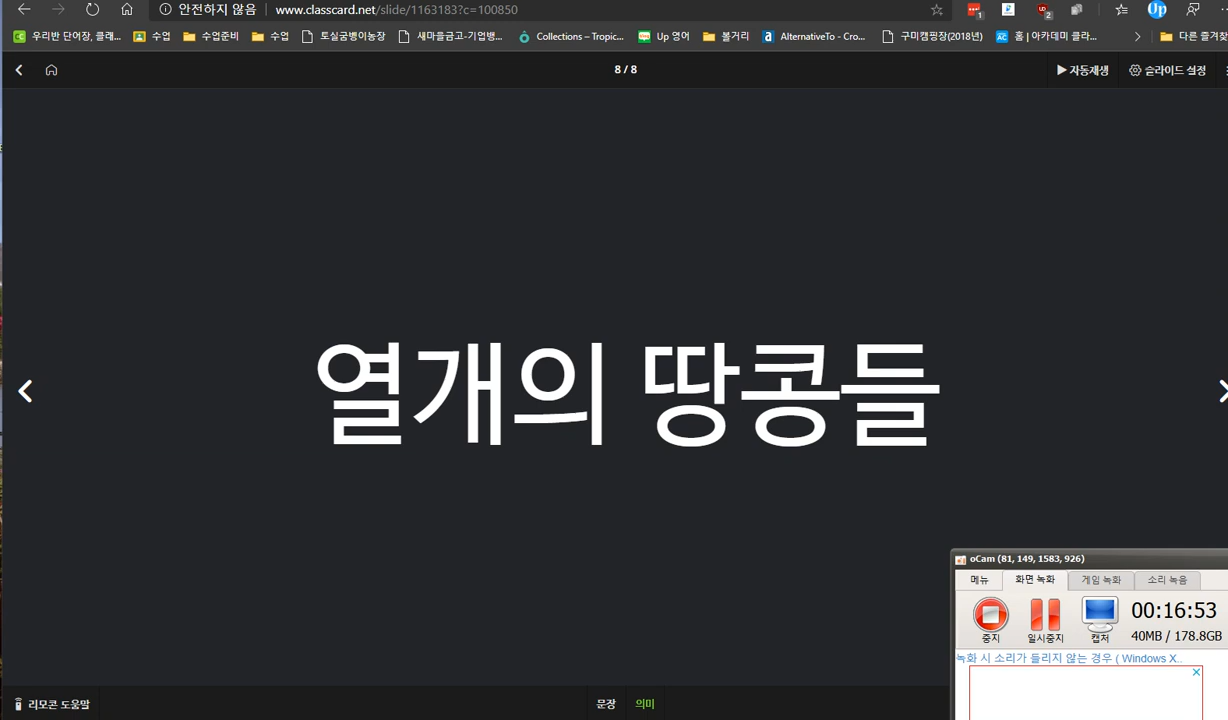 안전하지 않음 www.classcard.net/slide/1163183?c=100850
1 2 Up
우리반 단어장, 클래... 수업 수업준비 수업 토실굼벵이농장 새마을금고-기업뱅... Collections – Tropic... Up 영어 볼거리 AlternativeTo - Cro... 구미캠핑장(2018년) 홈 | 아카데미 클라... 다른 즐겨찾
8 / 8 자동재생 슬라이드 설정
열개의 땅콩들
oCam (81, 149, 1583, 926)
메뉴 화면 녹화 게임 녹화 소리 녹음
00:16:53
중지 일시중지 캡처 40MB / 178.8GB
녹화 시 소리가 들리지 않는 경우 ( Windows X..
리모콘 도움말 문장 의미